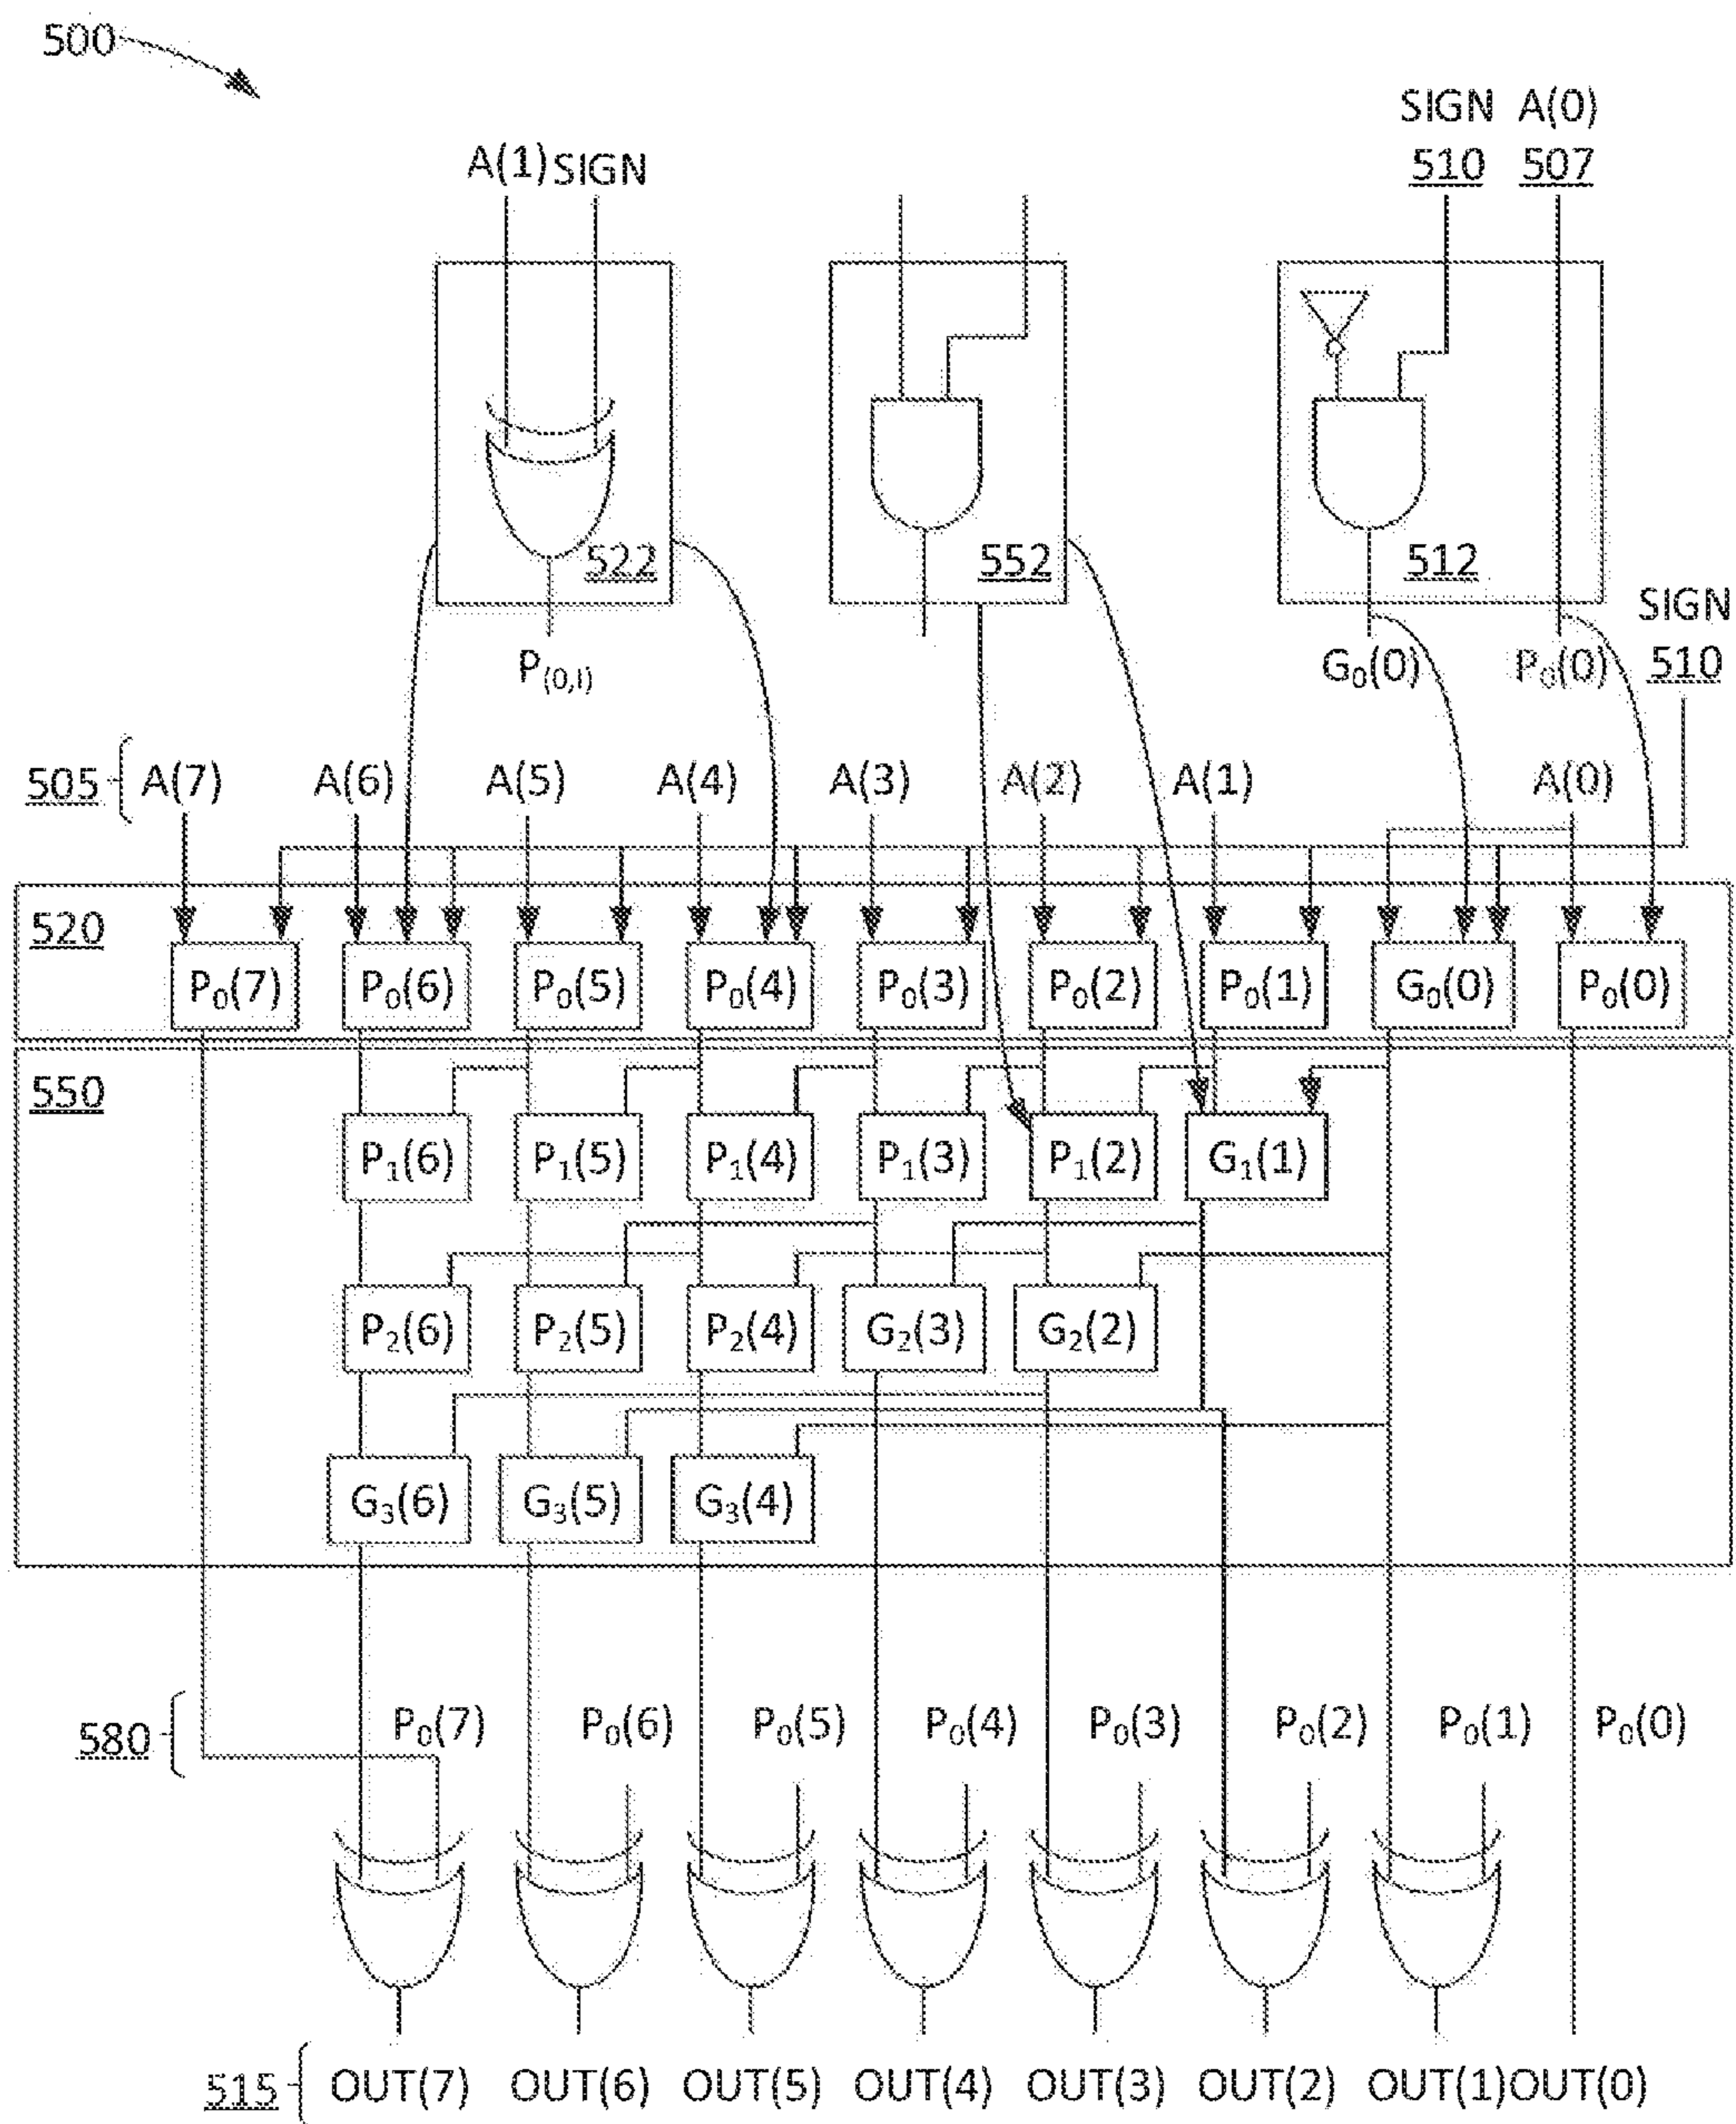 500
SIGN A(0)
510 507
A(1) SIGN
522
552
512
SIGN
510
P(0,I)
G0(0)
P0(0)
505 A(7) A(6) A(5) A(4) A(3) A(2) A(1) A(0)
520
P0(7) P0(6) P0(5) P0(4) P0(3) P0(2) P0(1) G0(0) P0(0)
550
P1(6) P1(5) P1(4) P1(3) P1(2) G1(1)
P2(6) P2(5) P2(4) G2(3) G2(2)
G3(6) G3(5) G3(4)
580 P0(7) P0(6) P0(5) P0(4) P0(3) P0(2) P0(1) P0(0)
515 OUT(7) OUT(6) OUT(5) OUT(4) OUT(3) OUT(2) OUT(1) OUT(0)